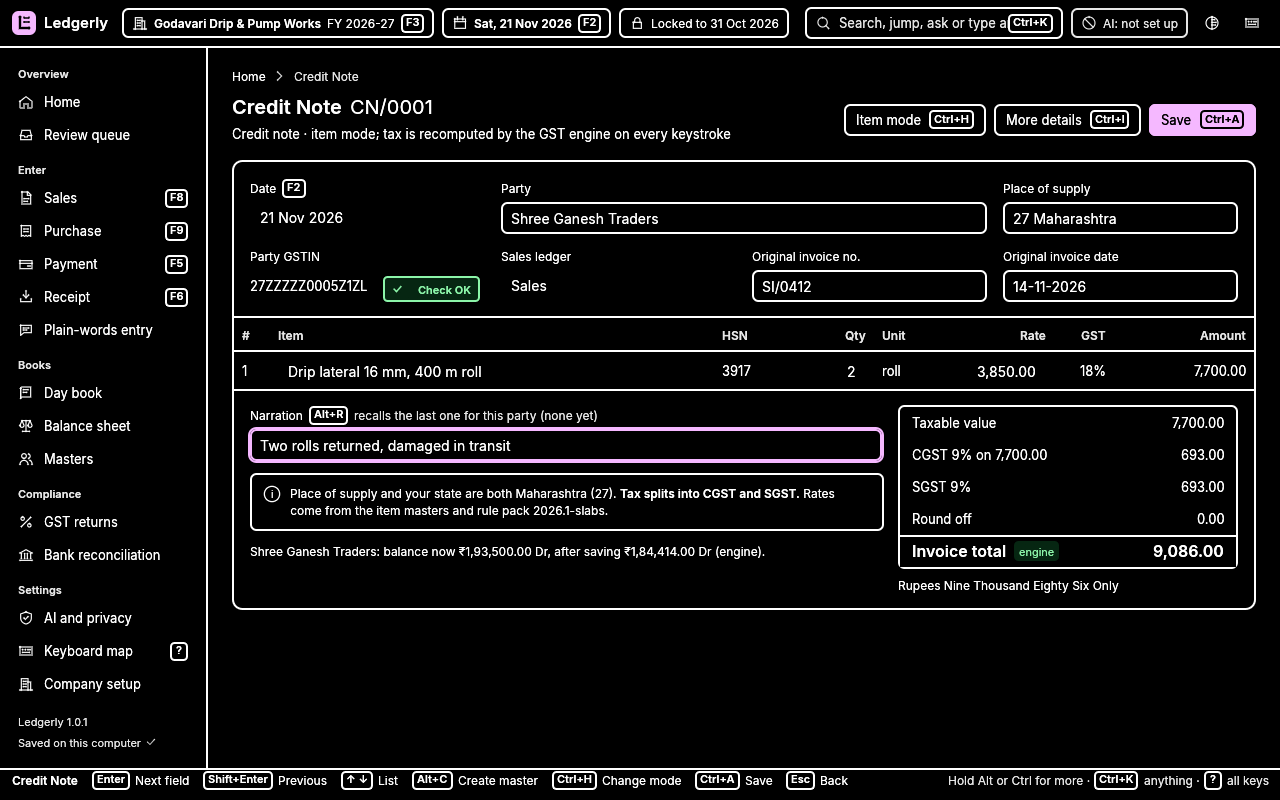 Ledgerly
Godavari Drip & Pump Works FY 2026-27 F3
Sat, 21 Nov 2026 F2
Locked to 31 Oct 2026
Search, jump, ask or type a Ctrl+K
AI: not set up
Overview
Home
Review queue
Enter
Sales F8
Purchase F9
Payment F5
Receipt F6
Plain-words entry
Books
Day book
Balance sheet
Masters
Compliance
GST returns
Bank reconciliation
Settings
AI and privacy
Keyboard map ?
Company setup
Ledgerly 1.0.1
Saved on this computer
Home Credit Note
Credit Note CN/0001
Credit note · item mode; tax is recomputed by the GST engine on every keystroke
Item mode Ctrl+H
More details Ctrl+I
Save Ctrl+A
Date F2
21 Nov 2026
Party
Shree Ganesh Traders
Place of supply
27 Maharashtra
Party GSTIN
27ZZZZZ0005Z1ZL Check OK
Sales ledger
Sales
Original invoice no.
SI/0412
Original invoice date
14-11-2026
# Item HSN Qty Unit Rate GST Amount
1 Drip lateral 16 mm, 400 m roll 3917 2 roll 3,850.00 18% 7,700.00
Narration Alt+R recalls the last one for this party (none yet)
Two rolls returned, damaged in transit
Place of supply and your state are both Maharashtra (27). Tax splits into CGST and SGST. Rates
come from the item masters and rule pack 2026.1-slabs.
Shree Ganesh Traders: balance now ₹1,93,500.00 Dr, after saving ₹1,84,414.00 Dr (engine).
Taxable value 7,700.00
CGST 9% on 7,700.00 693.00
SGST 9% 693.00
Round off 0.00
Invoice total engine 9,086.00
Rupees Nine Thousand Eighty Six Only
Credit Note Enter Next field Shift+Enter Previous ↑ ↓ List Alt+C Create master Ctrl+H Change mode Ctrl+A Save Esc Back
Hold Alt or Ctrl for more · Ctrl+K anything · ? all keys